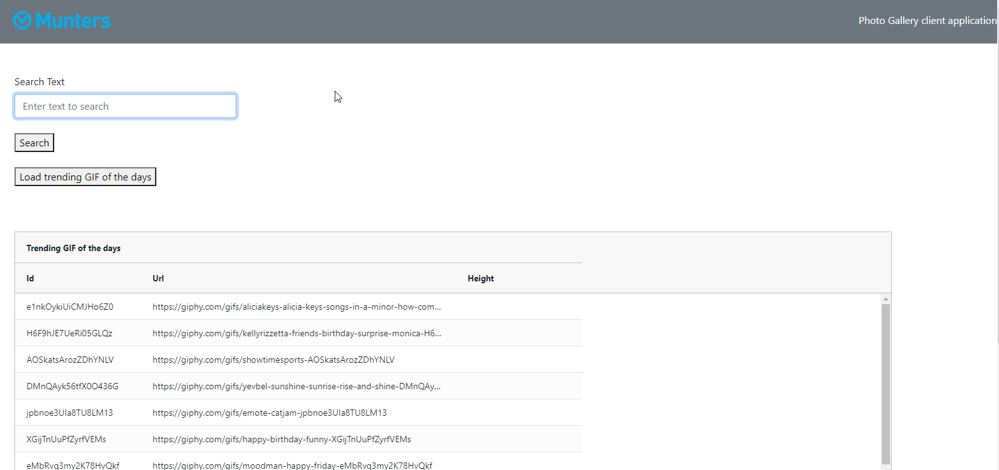 Munters
Photo Gallery client application
Search Text
Enter text to search
Search
Load trending GIF of the days
Trending GIF of the days
Id Url Height
e1nkOykiUiCMJHo6Z0 https://giphy.com/gifs/aliciakeys-alicia-keys-songs-in-a-minor-how-com...
H6F9hJE7UeRi05GLQz https://giphy.com/gifs/kellyrizzetta-friends-birthday-surprise-monica-H6...
AOSkatsArozZDhYNLV https://giphy.com/gifs/showtimesports-AOSkatsArozZDhYNLV
DMnQAyk56tfX0O436G https://giphy.com/gifs/yevbel-sunshine-sunrise-rise-and-shine-DMnQAy...
jpbnoe3UIa8TU8LM13 https://giphy.com/gifs/emote-catjam-jpbnoe3UIa8TU8LM13
XGijTnUuPfZyrfVEMs https://giphy.com/gifs/happy-birthday-funny-XGijTnUuPfZyrfVEMs
eMbRvq3my2K78HvQkf https://giphy.com/gifs/moodman-happy-friday-eMbRvq3my2K78HvQkf